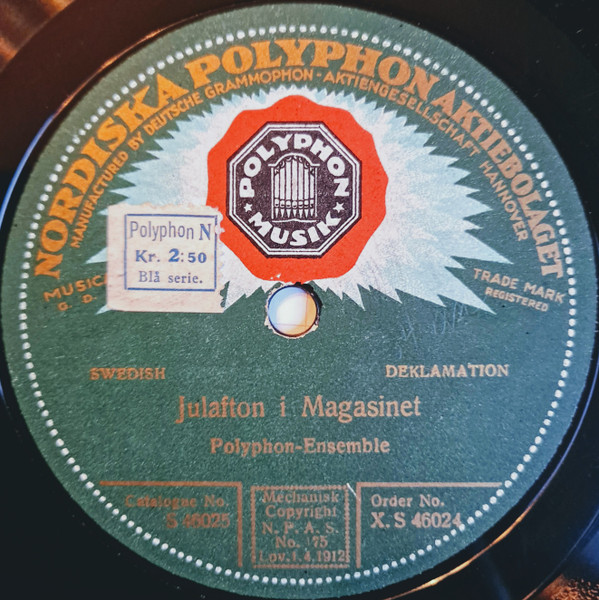 NORDISKA POLYPHON AKTIEBOLAGET
MANUFACTURED BY DEUTSCHE GRAMMOPHON-AKTIENGESELLSCHAFT HANNOVER
POLYPHON
MUSIK
Polyphon N
Kr. 2:50
Blå serie.
TRADE MARK
REGISTERED
SWEDISH
DEKLAMATION
Julafton i Magasinet
Polyphon-Ensemble
Catalogue No.
S 46025
Mechanisk
Copyright
N. P. A. S.
No. 175
Lov. 1. 4. 1912
Order No.
X. S 46024